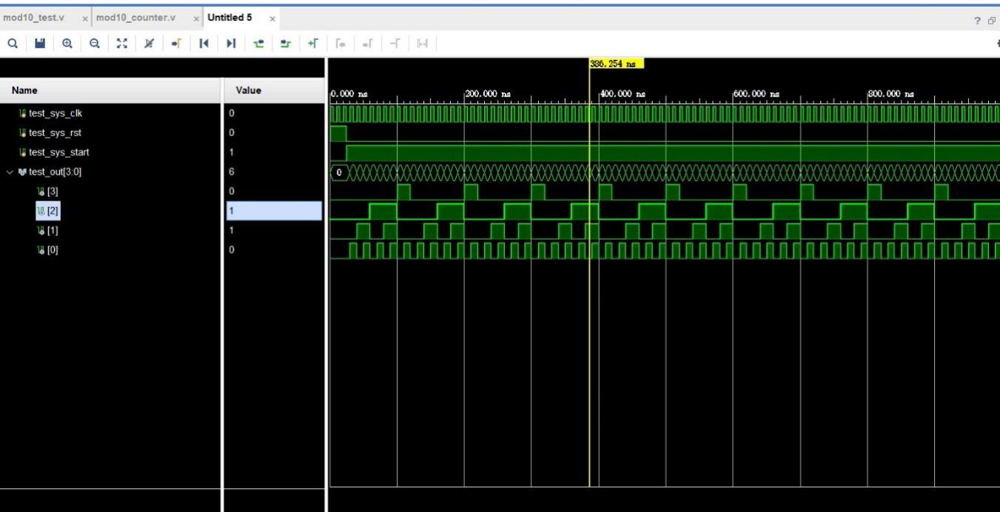 mod10_test.v × mod10_counter.v × Untitled 5 × ?
386.254 ns
Name Value 0.000 ns 200.000 ns 400.000 ns 600.000 ns 800.000 ns
test_sys_clk 0
test_sys_rst 0
test_sys_start 1
test_out[3:0] 6 0
[3] 0
[2] 1
[1] 1
[0] 0